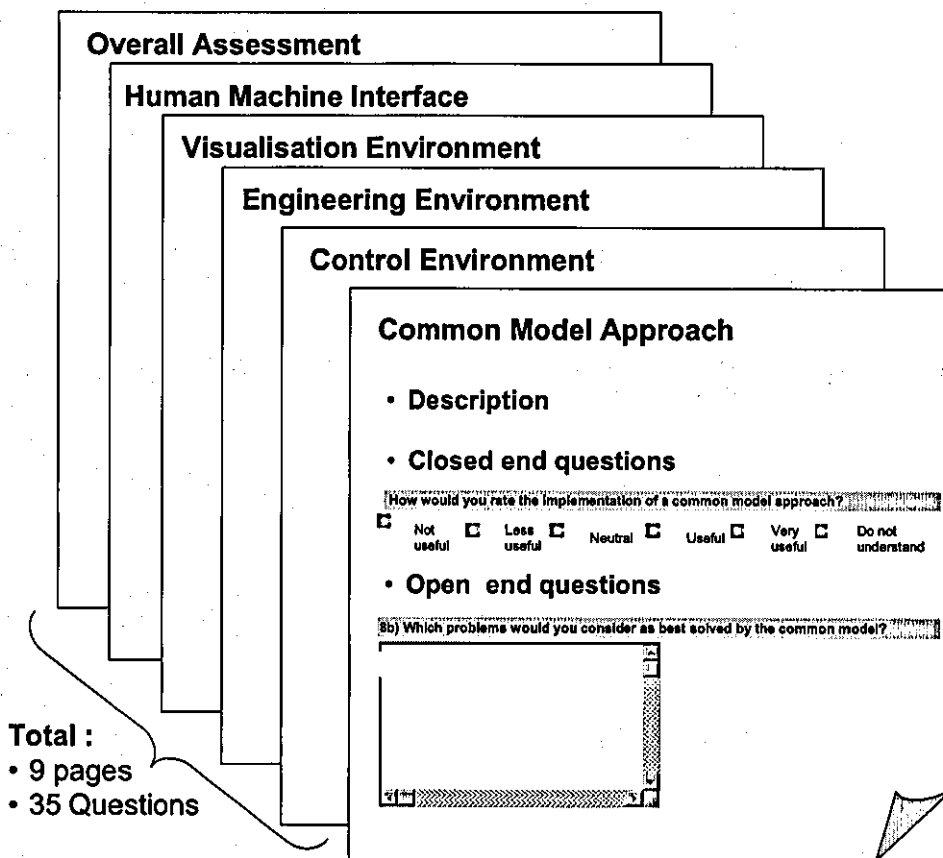 Overall Assessment
Human Machine Interface
Visualisation Environment
Engineering Environment
Control Environment
Common Model Approach
• Description
• Closed end questions
How would you rate the implementation of a common model approach?
Not useful Less useful Neutral Useful Very useful Do not understand
• Open end questions
8b) Which problems would you consider as best solved by the common model?
Total :
• 9 pages
• 35 Questions